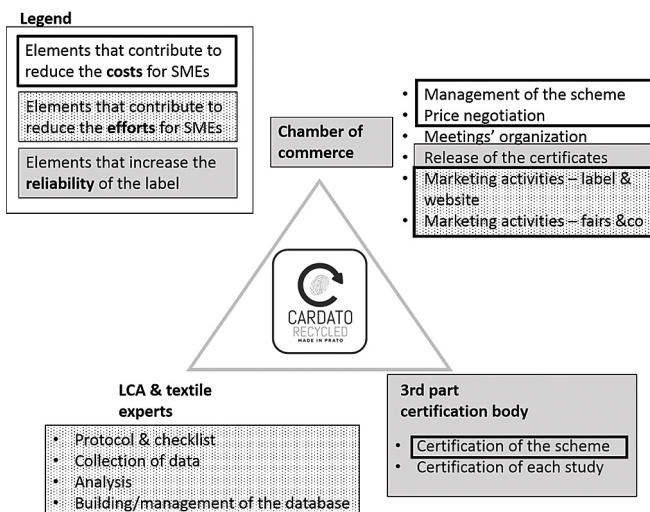 Legend
Elements that contribute to
reduce the costs for SMEs
Elements that contribute to
reduce the efforts for SMEs
Elements that increase the
reliability of the label
Chamber of
commerce
• Management of the scheme
• Price negotiation
• Meetings' organization
• Release of the certificates
• Marketing activities – label &
website
• Marketing activities – fairs &co
CARDATO
RECYCLED
MADE IN PRATO
LCA & textile
experts
• Protocol & checklist
• Collection of data
• Analysis
• Building/management of the database
3rd part
certification body
• Certification of the scheme
• Certification of each study